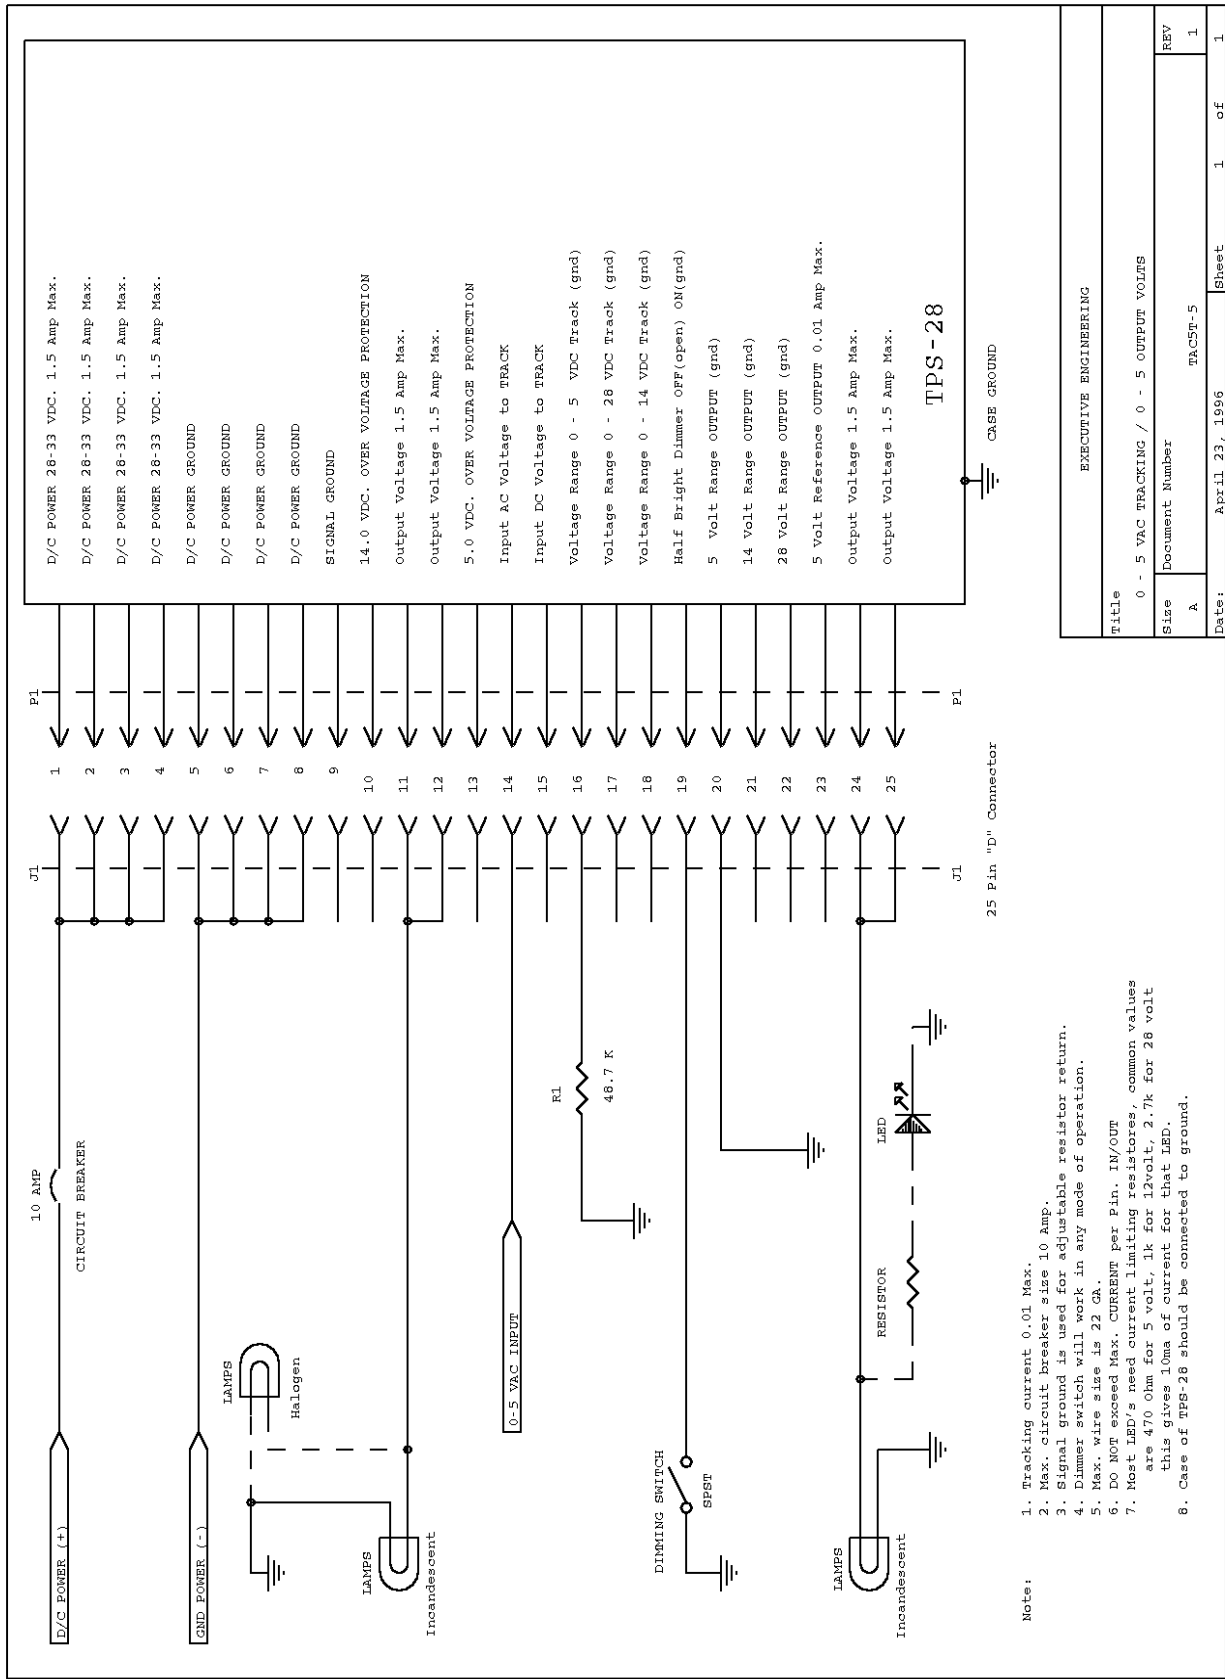 D/C POWER (+)
10 AMP
CIRCUIT BREAKER
GND POWER (-)
LAMPS
Halogen
LAMPS
Incandescent
0-5 VAC INPUT
R1
48.7 K
DIMMING SWITCH
SPST
RESISTOR
LED
LAMPS
Incandescent
J1
P1
1
2
3
4
5
6
7
8
9
10
11
12
13
14
15
16
17
18
19
20
21
22
23
24
25
J1
P1
25 Pin "D" Connector
D/C POWER 28-33 VDC. 1.5 Amp Max.
D/C POWER 28-33 VDC. 1.5 Amp Max.
D/C POWER 28-33 VDC. 1.5 Amp Max.
D/C POWER 28-33 VDC. 1.5 Amp Max.
D/C POWER GROUND
D/C POWER GROUND
D/C POWER GROUND
D/C POWER GROUND
SIGNAL GROUND
14.0 VDC. OVER VOLTAGE PROTECTION
Output Voltage 1.5 Amp Max.
Output Voltage 1.5 Amp Max.
5.0 VDC. OVER VOLTAGE PROTECTION
Input AC Voltage to TRACK
Input DC Voltage to TRACK
Voltage Range 0 - 5 VDC Track (gnd)
Voltage Range 0 - 28 VDC Track (gnd)
Voltage Range 0 - 14 VDC Track (gnd)
Half Bright Dimmer OFF(open) ON(gnd)
5 Volt Range OUTPUT (gnd)
14 Volt Range OUTPUT (gnd)
28 Volt Range OUTPUT (gnd)
5 Volt Reference OUTPUT 0.01 Amp Max.
Output Voltage 1.5 Amp Max.
Output Voltage 1.5 Amp Max.
TPS-28
CASE GROUND
Note:
1. Tracking current 0.01 Max.
2. Max. circuit breaker size 10 Amp.
3. Signal ground is used for adjustable resistor return.
4. Dimmer switch will work in any mode of operation.
5. Max. wire size is 22 GA.
6. DO NOT exceed Max. CURRENT per Pin. IN/OUT
7. Most LED's need current limiting resistores, common values
are 470 Ohm for 5 volt, 1k for 12volt, 2.7k for 28 volt
this gives 10ma of current for that LED.
8. Case of TPS-28 should be connected to ground.
EXECUTIVE ENGINEERING
Title
0 - 5 VAC TRACKING / 0 - 5 OUTPUT VOLTS
Size Document Number REV
A TAC5T-5 1
Date: April 23, 1996 Sheet 1 of 1